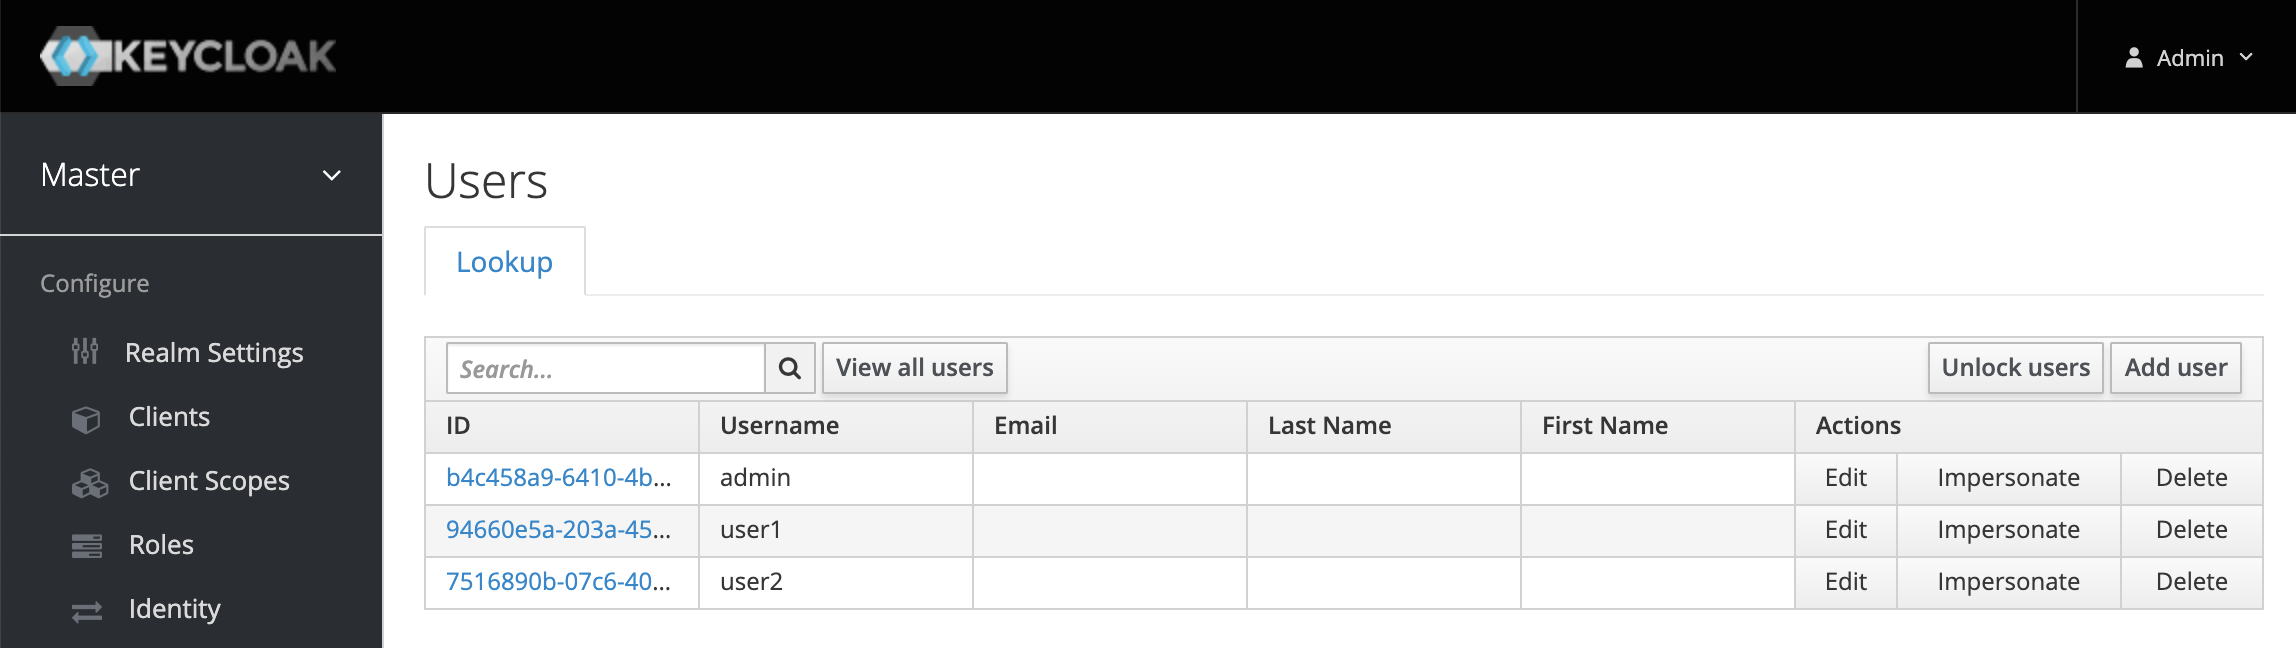 KEYCLOAK
Admin
Master
Configure
Realm Settings
Clients
Client Scopes
Roles
Identity
Users
Lookup
Search...
View all users
Unlock users
Add user
ID Username Email Last Name First Name Actions
b4c458a9-6410-4b... admin Edit Impersonate Delete
94660e5a-203a-45... user1 Edit Impersonate Delete
7516890b-07c6-40... user2 Edit Impersonate Delete